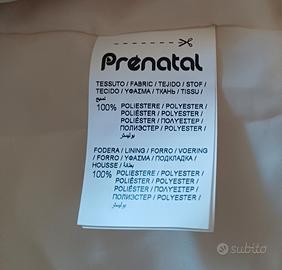 Prénatal
TESSUTO / FABRIC / TEJIDO / STOF /
TECIDO / ΥΦΑΣΜΑ / ТКАНЬ / TISSU /
نسيج
100% POLIESTERE / POLYESTER /
POLIÉSTER / POLYESTER /
POLIÉSTER / ΠΟΛΥΕΣΤΕΡ /
ПОЛИЭСТЕР / POLYESTER /
بوليستر
FODERA / LINING / FORRO / VOERING
/ FORRO / ΥΦΑΣΜΑ / ПОДКЛАДКА /
HOUSSE / بطانة
100% POLIESTERE / POLYESTER /
POLIÉSTER / POLYESTER /
POLIÉSTER / ΠΟΛΥΕΣΤΕΡ /
ПОЛИЭСТЕР / POLYESTER /
بوليستر
subito